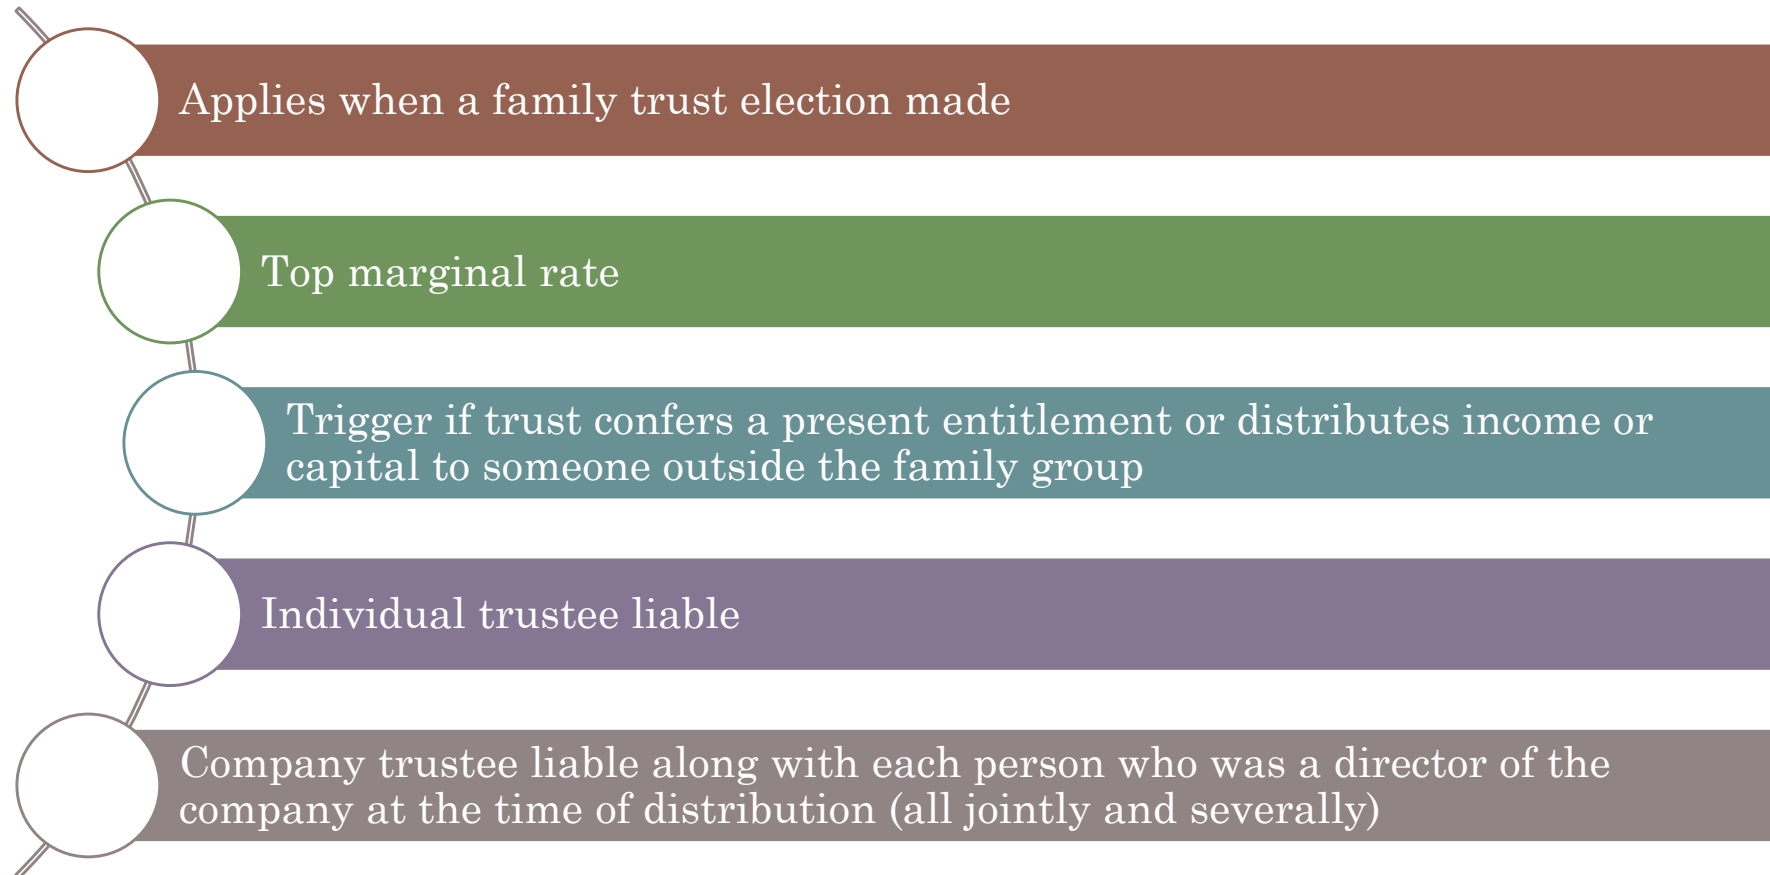 Applies when a family trust election made
Top marginal rate
Trigger if trust confers a present entitlement or distributes income or
capital to someone outside the family group
Individual trustee liable
Company trustee liable along with each person who was a director of the
company at the time of distribution (all jointly and severally)